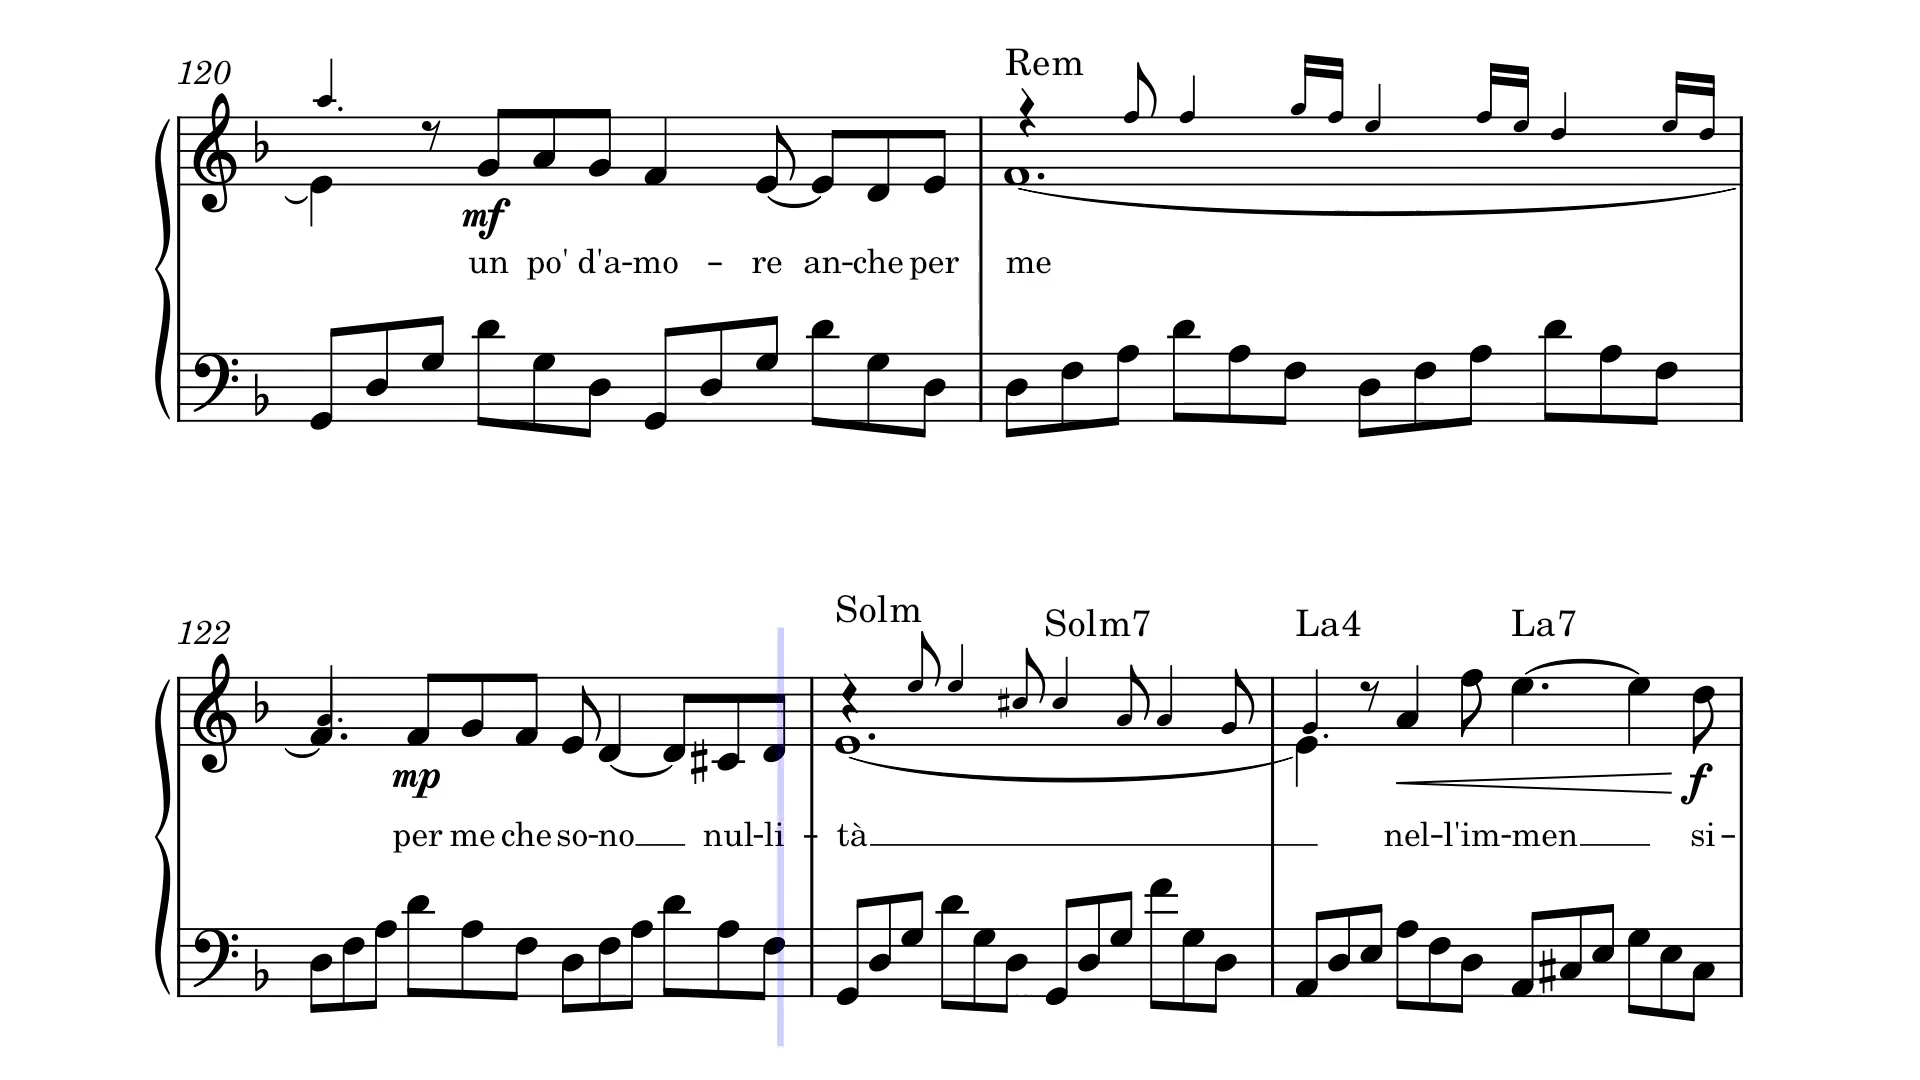 120
Rem
mf
un po' d'a-mo - re an-che per me
122
Solm Solm7 La4 La7
mp f
per me che so-no nul-li - tà nel-l'im-men si-